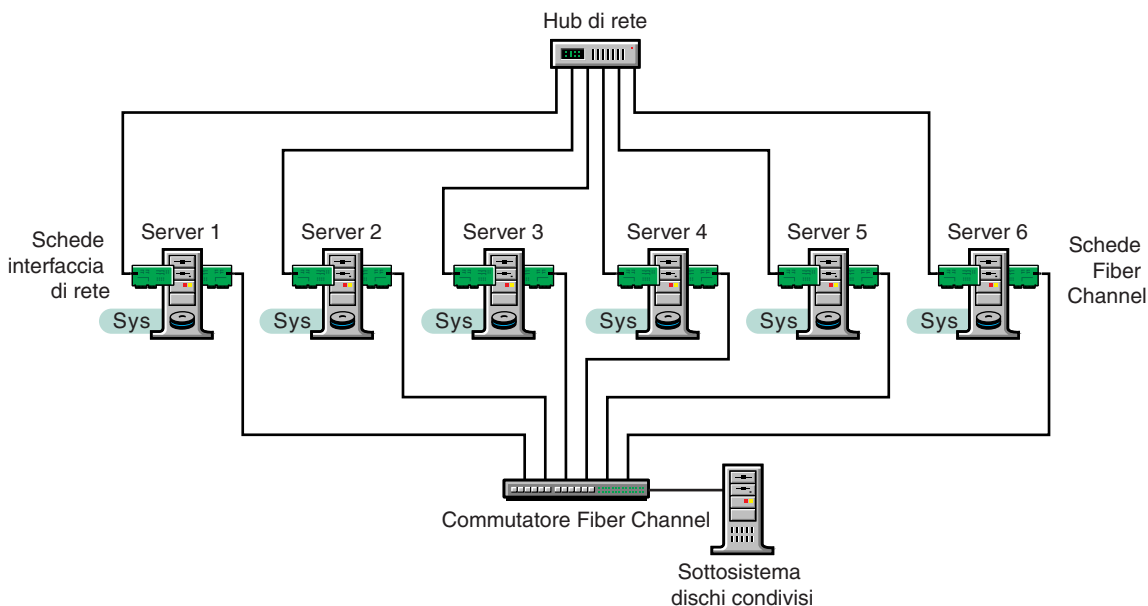 Hub di rete
Schede
interfaccia
di rete
Server 1
Server 2
Server 3
Server 4
Server 5
Server 6
Schede
Fiber
Channel
Sys
Sys
Sys
Sys
Sys
Sys
Commutatore Fiber Channel
Sottosistema
dischi condivisi